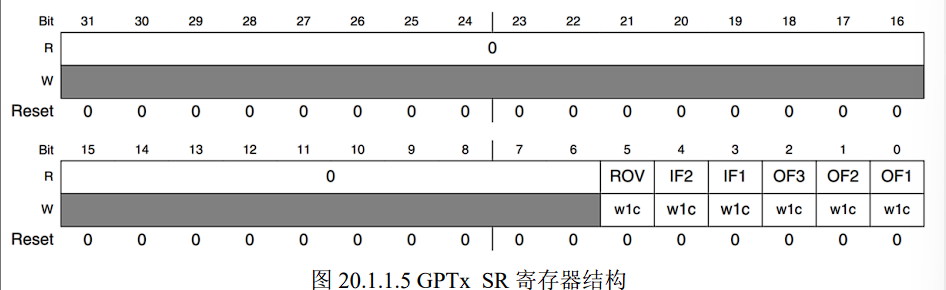 Bit 31 30 29 28 27 26 25 24 23 22 21 20 19 18 17 16
R 0
W
Reset 0 0 0 0 0 0 0 0 0 0 0 0 0 0 0 0
Bit 15 14 13 12 11 10 9 8 7 6 5 4 3 2 1 0
R 0 ROV IF2 IF1 OF3 OF2 OF1
W w1c w1c w1c w1c w1c w1c
Reset 0 0 0 0 0 0 0 0 0 0 0 0 0 0 0 0
图 20.1.1.5 GPTx_SR 寄存器结构